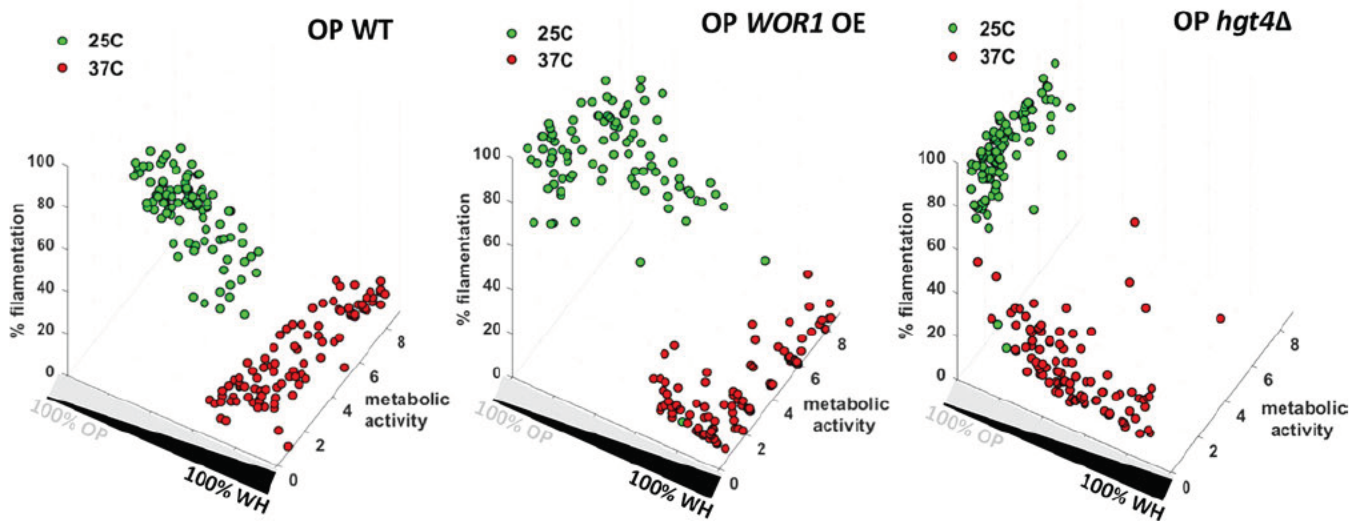 OP WT
25C
37C
100
80
60
40
20
0
% filamentation
100% OP
100% WH
0
2
4
6
8
metabolic
activity
OP WOR1 OE
25C
37C
100
80
60
40
20
0
% filamentation
100% OP
100% WH
0
2
4
6
8
metabolic
activity
OP hgt4Δ
25C
37C
100
80
60
40
20
0
% filamentation
100% OP
100% WH
0
2
4
6
8
metabolic
activity